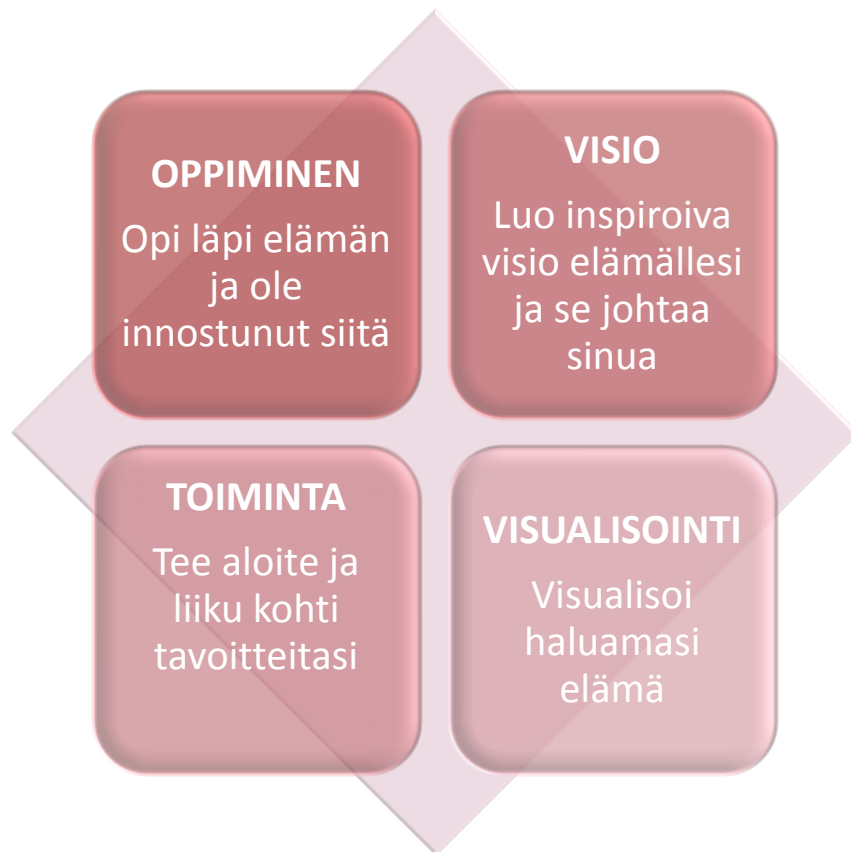 OPPIMINEN
Opi läpi elämän
ja ole
innostunut siitä
VISIO
Luo inspiroiva
visio elämällesi
ja se johtaa
sinua
TOIMINTA
Tee aloite ja
liiku kohti
tavoitteitasi
VISUALISOINTI
Visualisoi
haluamasi
elämä